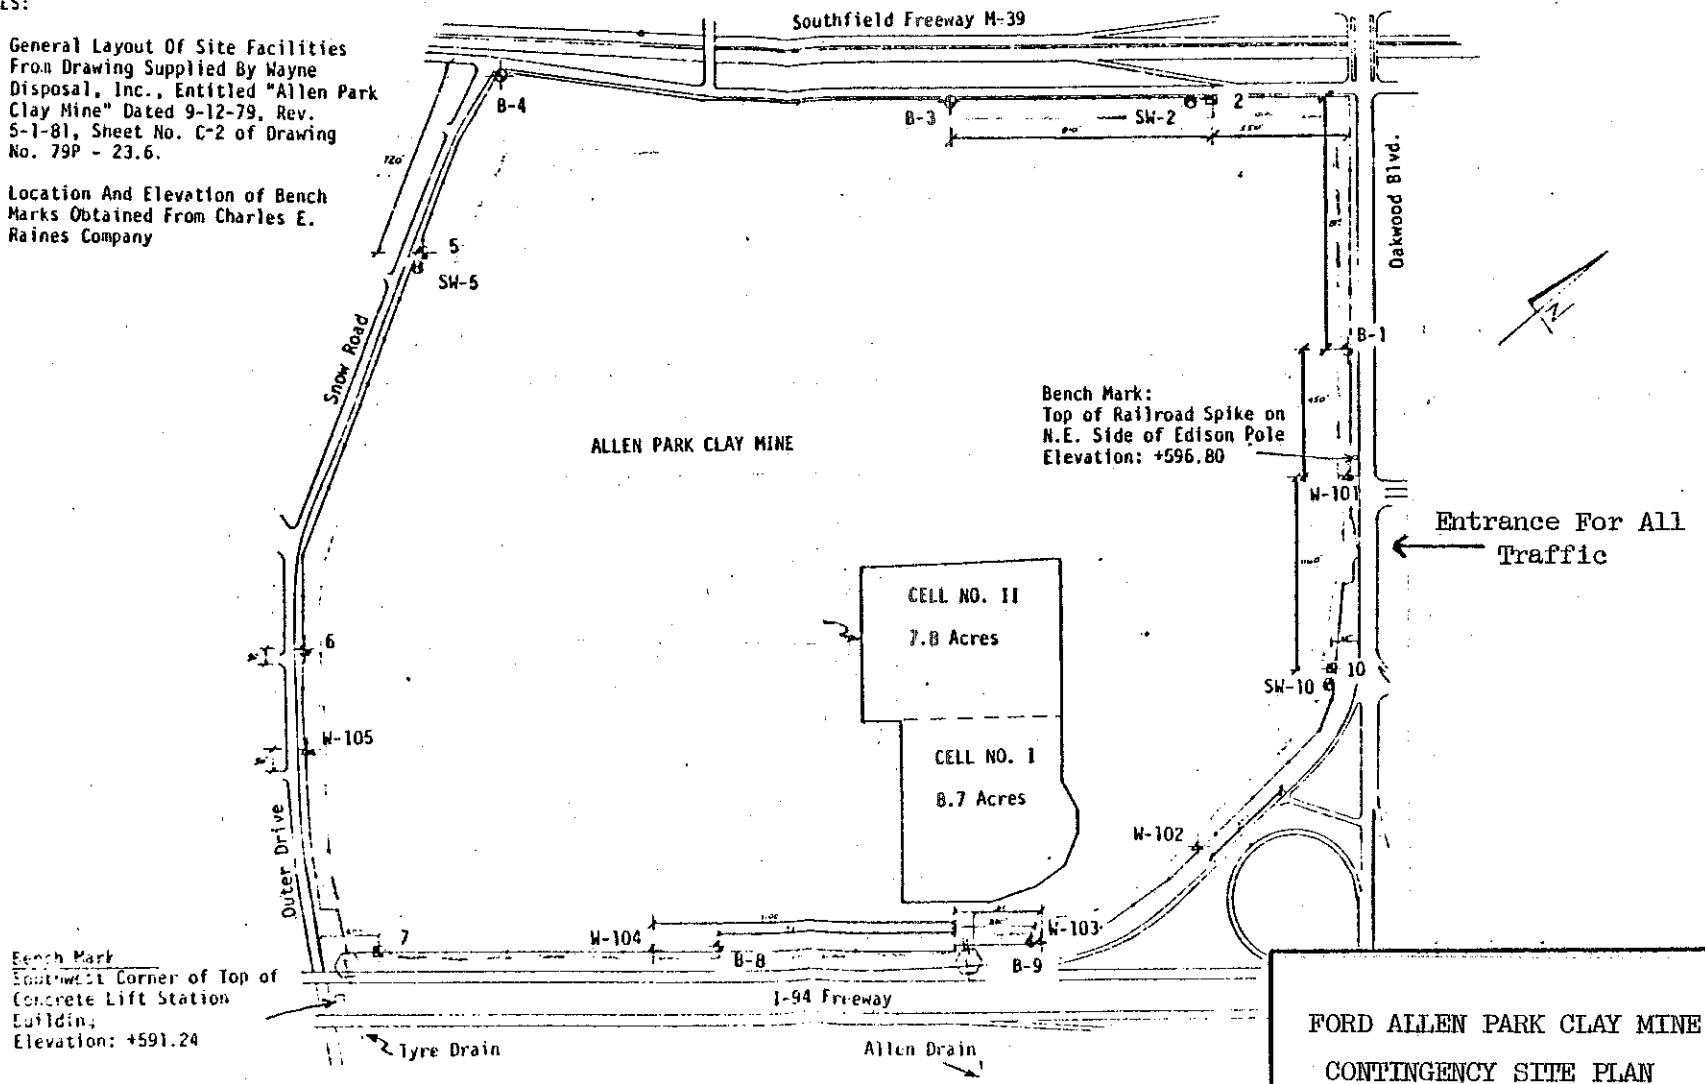 ES:
General Layout Of Site Facilities
From Drawing Supplied By Wayne
Disposal, Inc., Entitled "Allen Park
Clay Mine" Dated 9-12-79, Rev.
5-1-81, Sheet No. C-2 of Drawing
No. 79P - 23.6.
Location And Elevation of Bench
Marks Obtained From Charles E.
Raines Company
Southfield Freeway M-39
B-4
B-3
SW-2
2
720'
550'
Oakwood Blvd.
5
SW-5
Snow Road
B-1
450'
Bench Mark:
Top of Railroad Spike on
N.E. Side of Edison Pole
Elevation: +596.80
ALLEN PARK CLAY MINE
W-101
Entrance For All
Traffic
N
CELL NO. II
7.8 Acres
6
10
SW-10
W-105
CELL NO. I
8.7 Acres
W-102
Outer Drive
7
W-104
B-8
W-103
B-9
Bench Mark
Southwest Corner of Top of
Concrete Lift Station
Building
Elevation: +591.24
I-94 Freeway
Tyre Drain
Allen Drain
FORD ALLEN PARK CLAY MINE
CONTINGENCY SITE PLAN